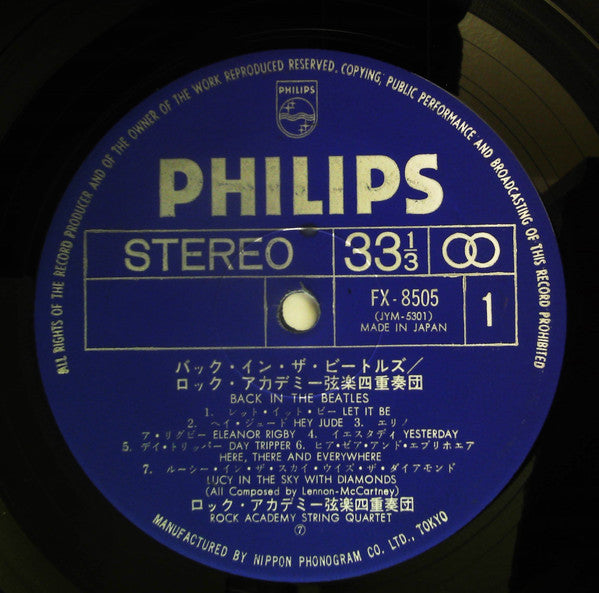 ALL RIGHTS OF THE RECORD PRODUCER AND OF THE OWNER OF THE WORK REPRODUCED RESERVED. COPYING, PUBLIC PERFORMANCE AND BROADCASTING OF THIS RECORD PROHIBITED
PHILIPS
PHILIPS
STEREO 33 1/3
FX-8505
(JYM-5301)
MADE IN JAPAN
1
バック・イン・ザ・ビートルズ/
ロック・アカデミー弦楽四重奏団
BACK IN THE BEATLES
1. レット・イット・ビー LET IT BE
2. ヘイ・ジュード HEY JUDE 3. エリノ
ア・リグビー ELEANOR RIGBY 4. イエスタデイ YESTERDAY
5. デイ・トリッパー DAY TRIPPER 6. ヒア・ゼア・アンド・エブリホエア
HERE, THERE AND EVERYWHERE
7. ルーシー・イン・ザ・スカイ・ウイズ・ザ・ダイアモンド
LUCY IN THE SKY WITH DIAMONDS
(All Composed by Lennon-McCartney)
ロック・アカデミー弦楽四重奏団
ROCK ACADEMY STRING QUARTET
⑦
MANUFACTURED BY NIPPON PHONOGRAM CO. LTD., TOKYO